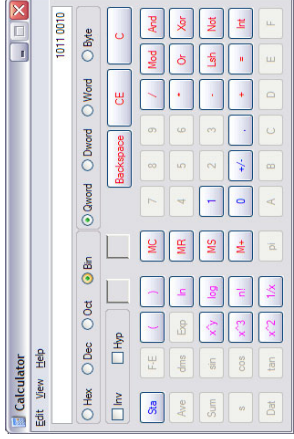 Calculator
Edit View Help
1011 0010
Hex Dec Oct Bin Qword Dword Word Byte
Inv Hyp Backspace CE C
Sta F-E ( ) MC 7 8 9 / Mod And
Ave dms Exp ln MR 4 5 6 * Or Xor
Sum sin x^y log MS 1 2 3 - Lsh Not
s cos x^3 n! M+ 0 +/- . + = Int
Dat tan x^2 1/x pi A B C D E F